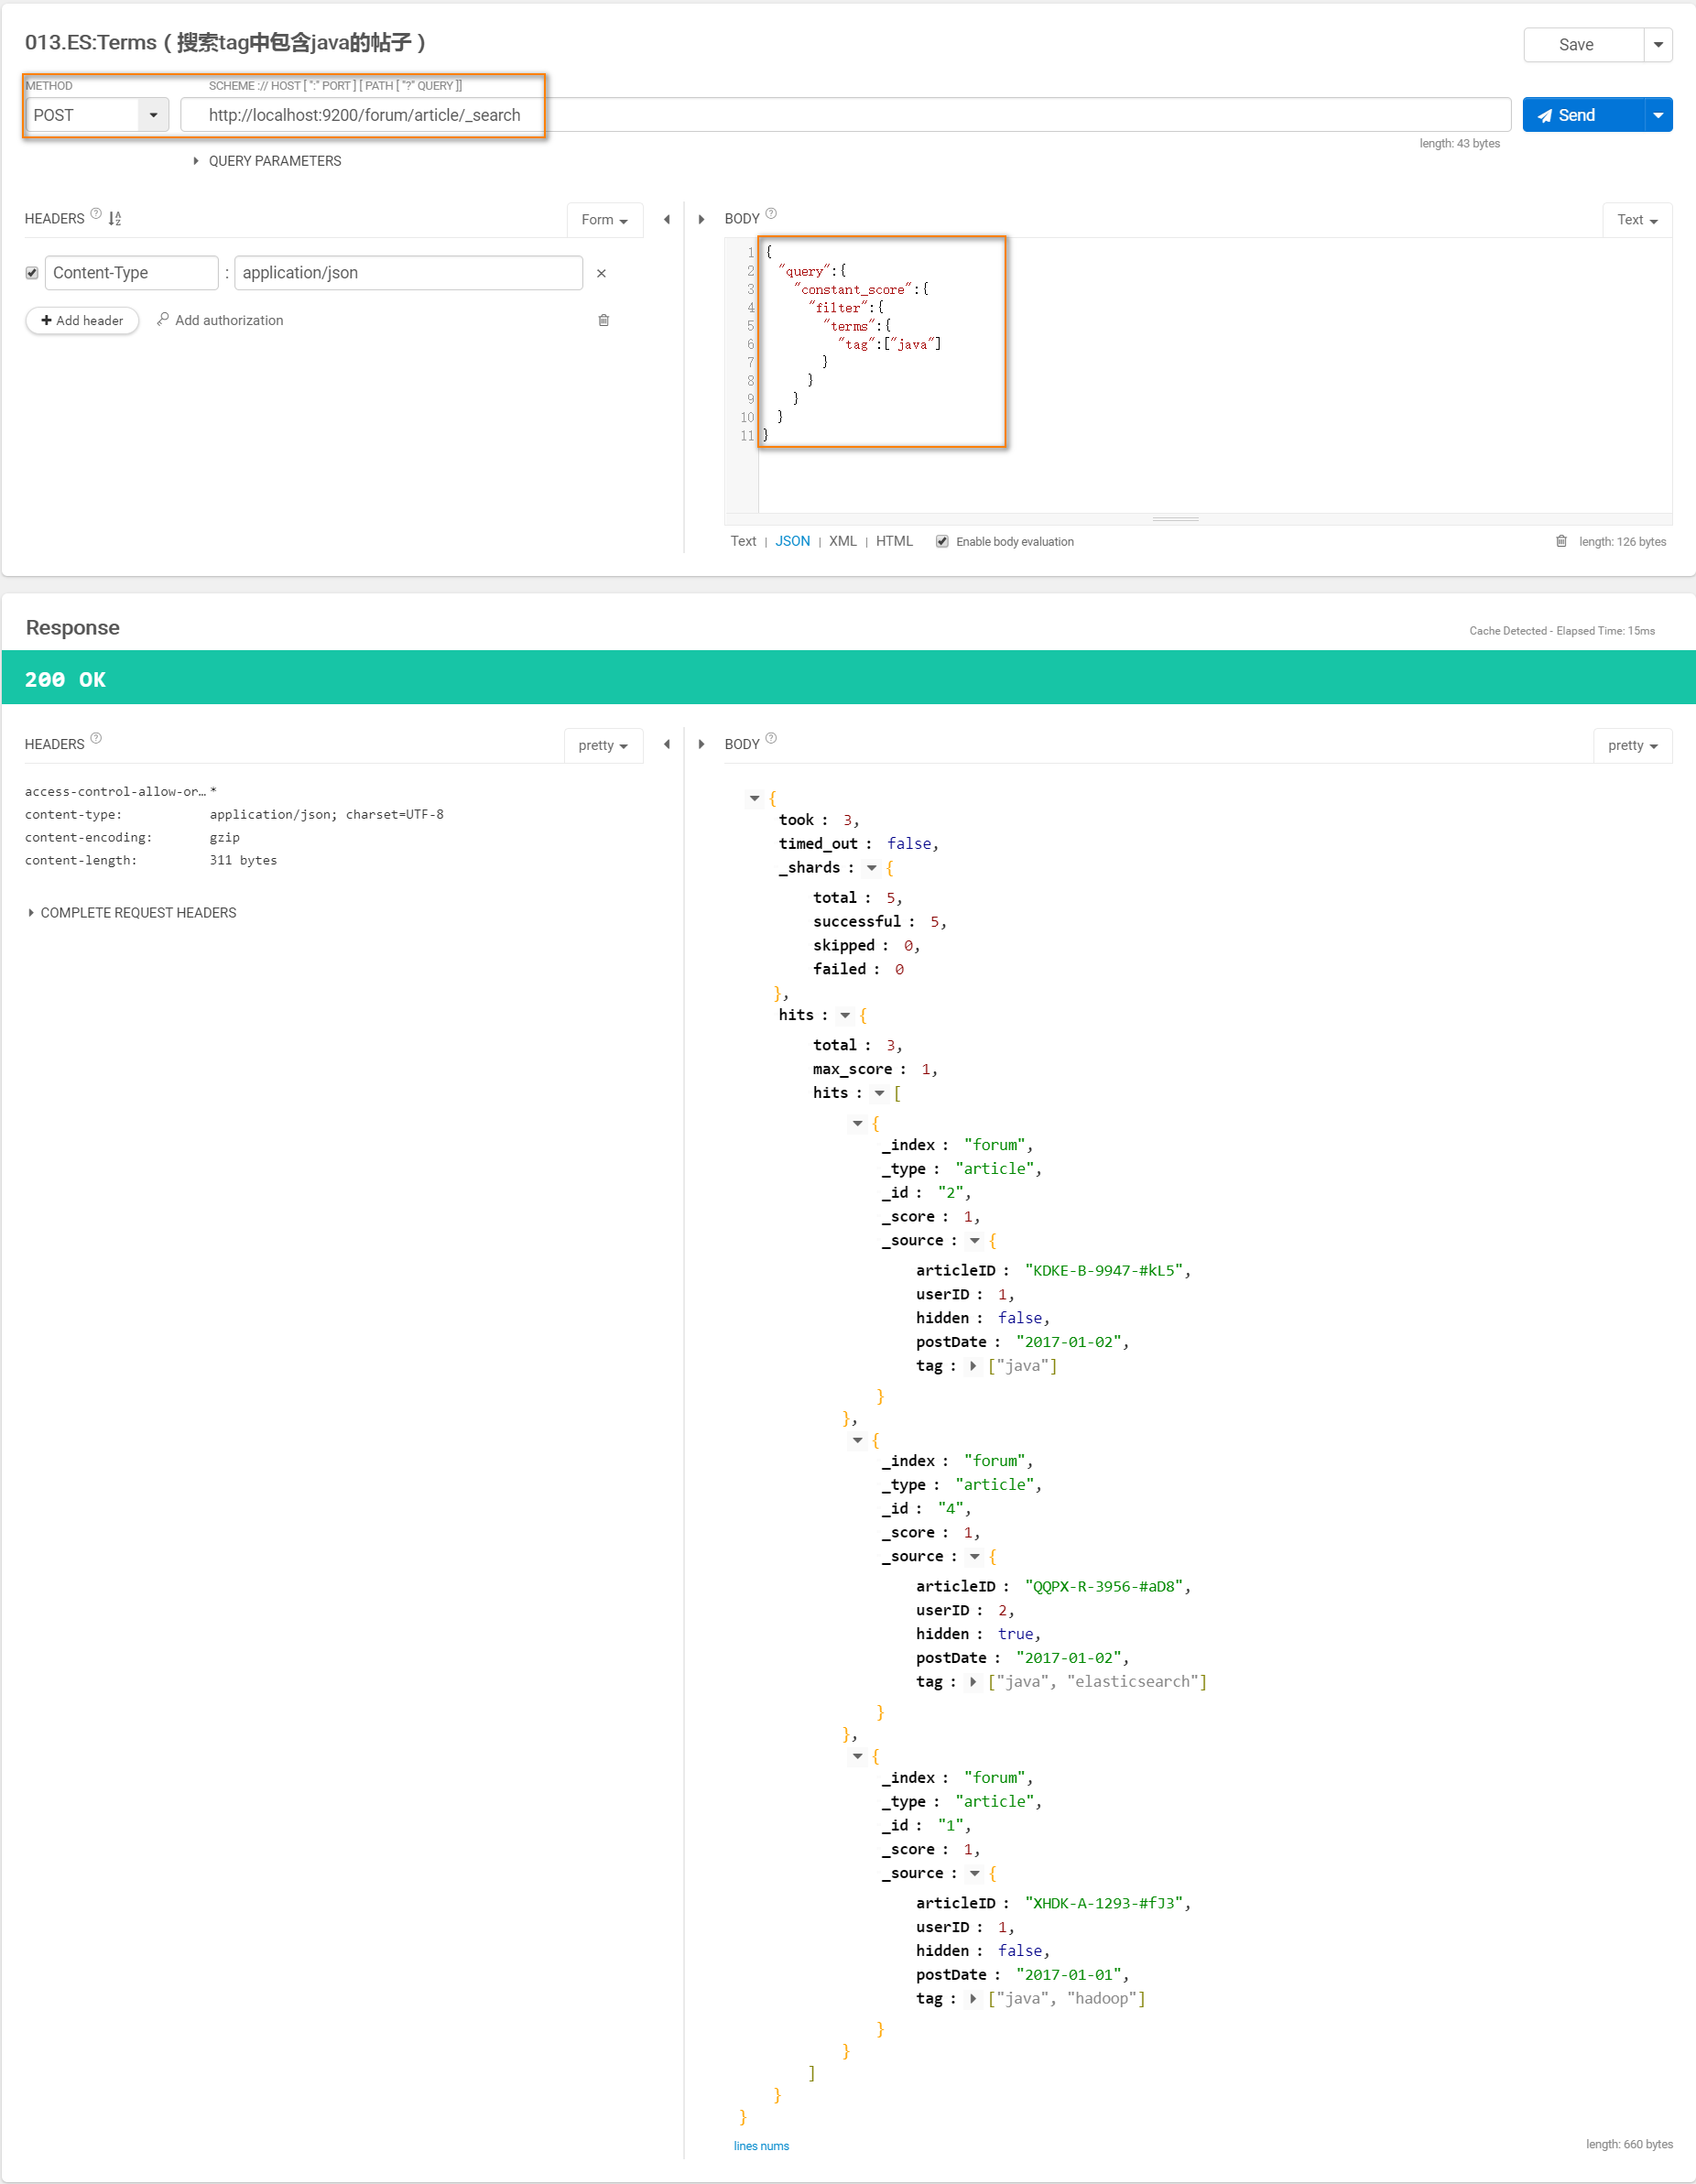 013.ES:Terms（搜索tag中包含java的帖子）
Save
METHOD
SCHEME :// HOST [ ":" PORT ] [ PATH [ "?" QUERY ]]
POST
http://localhost:9200/forum/article/_search
Send
length: 43 bytes
QUERY PARAMETERS
HEADERS ?
Form
BODY ?
Text
Content-Type : application/json
Add header
Add authorization
1 {
2 "query":{
3 "constant_score":{
4 "filter":{
5 "terms":{
6 "tag":["java"]
7 }
8 }
9 }
10 }
11 }
Text | JSON | XML | HTML
Enable body evaluation
length: 126 bytes
Response
Cache Detected - Elapsed Time: 15ms
200 OK
HEADERS ?
pretty
access-control-allow-or… *
content-type: application/json; charset=UTF-8
content-encoding: gzip
content-length: 311 bytes
COMPLETE REQUEST HEADERS
BODY ?
pretty
{
took : 3,
timed_out : false,
_shards : {
total : 5,
successful : 5,
skipped : 0,
failed : 0
},
hits : {
total : 3,
max_score : 1,
hits : [
{
_index : "forum",
_type : "article",
_id : "2",
_score : 1,
_source : {
articleID : "KDKE-B-9947-#kL5",
userID : 1,
hidden : false,
postDate : "2017-01-02",
tag : ["java"]
}
},
{
_index : "forum",
_type : "article",
_id : "4",
_score : 1,
_source : {
articleID : "QQPX-R-3956-#aD8",
userID : 2,
hidden : true,
postDate : "2017-01-02",
tag : ["java", "elasticsearch"]
}
},
{
_index : "forum",
_type : "article",
_id : "1",
_score : 1,
_source : {
articleID : "XHDK-A-1293-#fJ3",
userID : 1,
hidden : false,
postDate : "2017-01-01",
tag : ["java", "hadoop"]
}
}
]
}
}
lines nums
length: 660 bytes